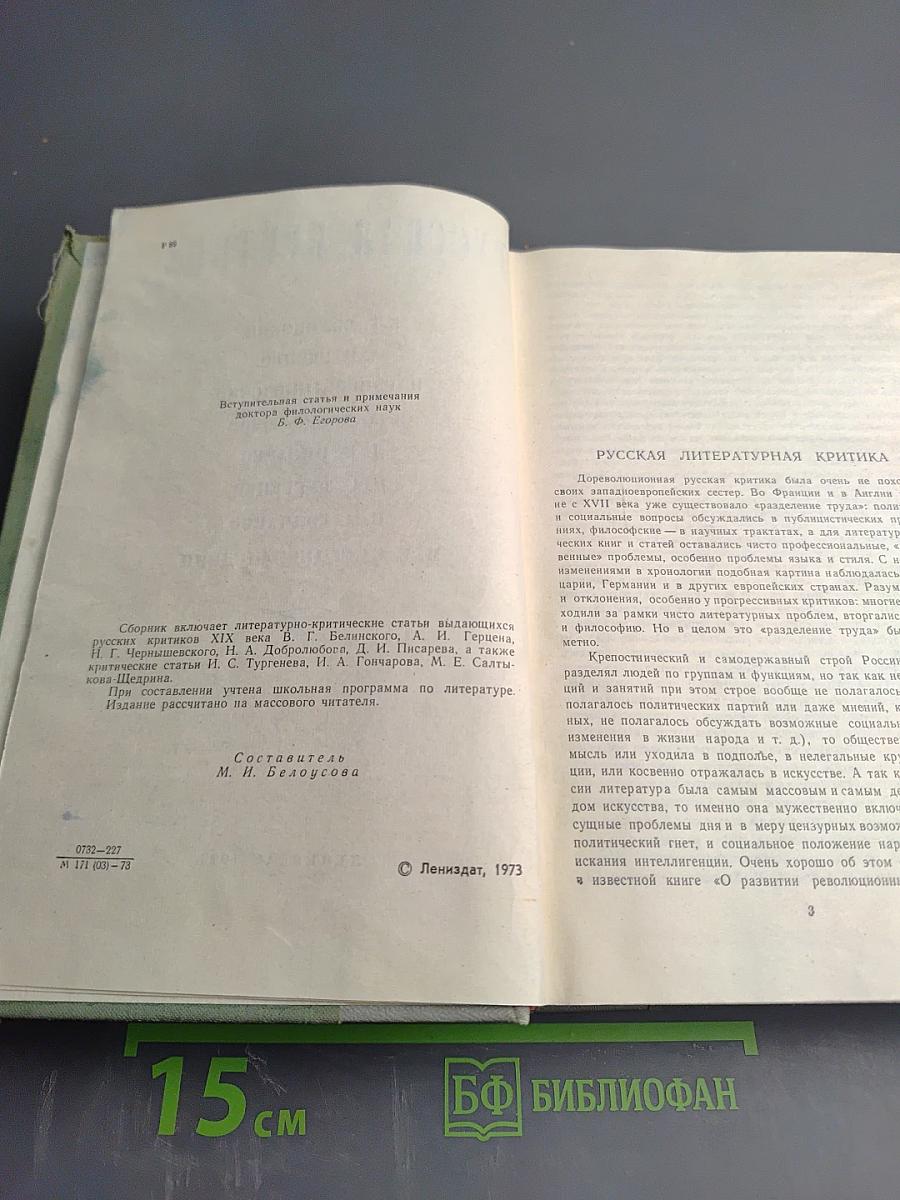 Р 89
Вступительная статья и примечания
доктора филологических наук
Б. Ф. Егорова
Сборник включает литературно-критические статьи выдающихся
русских критиков XIX века В. Г. Белинского, А. И. Герцена,
Н. Г. Чернышевского, Н. А. Добролюбова, Д. И. Писарева, а также
критические статьи И. С. Тургенева, И. А. Гончарова, М. Е. Салты-
кова-Щедрина.
При составлении учтена школьная программа по литературе.
Издание рассчитано на массового читателя.
Составитель
М. И. Белоусова
0732—227
М 171 (03)—73
© Лениздат, 1973
РУССКАЯ ЛИТЕРАТУРНАЯ КРИТИКА
Дореволюционная русская критика была очень не похо
своих западноевропейских сестер. Во Франции и в Англии
не с XVII века уже существовало «разделение труда»: поли
и социальные вопросы обсуждались в публицистических пр
ниях, философские — в научных трактатах, а для литератур
ческих книг и статей оставались чисто профессиональные, «
венные» проблемы, особенно проблемы языка и стиля. С н
изменениями в хронологии подобная картина наблюдалась
царии, Германии и в других европейских странах. Разум
и отклонения, особенно у прогрессивных критиков: многие
ходили за рамки чисто литературных проблем, вторгалис
и философию. Но в целом это «разделение труда» бы
метно.
Крепостнический и самодержавный строй Росси
разделял людей по группам и функциям, но так как не
ций и занятий при этом строе вообще не полагалось
полагалось политических партий или даже мнений, к
ных, не полагалось обсуждать возможные социальн
изменения в жизни народа и т. д.), то обществе
мысль или уходила в подполье, в нелегальные кру
ции, или косвенно отражалась в искусстве. А так к
сии литература была самым массовым и самым де
дом искусства, то именно она мужественно включ
сущные проблемы дня и в меру цензурных возмож
политический гнет, и социальное положение нар
искания интеллигенции. Очень хорошо об этом
в известной книге «О развитии революционн
3
15 СМ
БФ БИБЛИОФАН